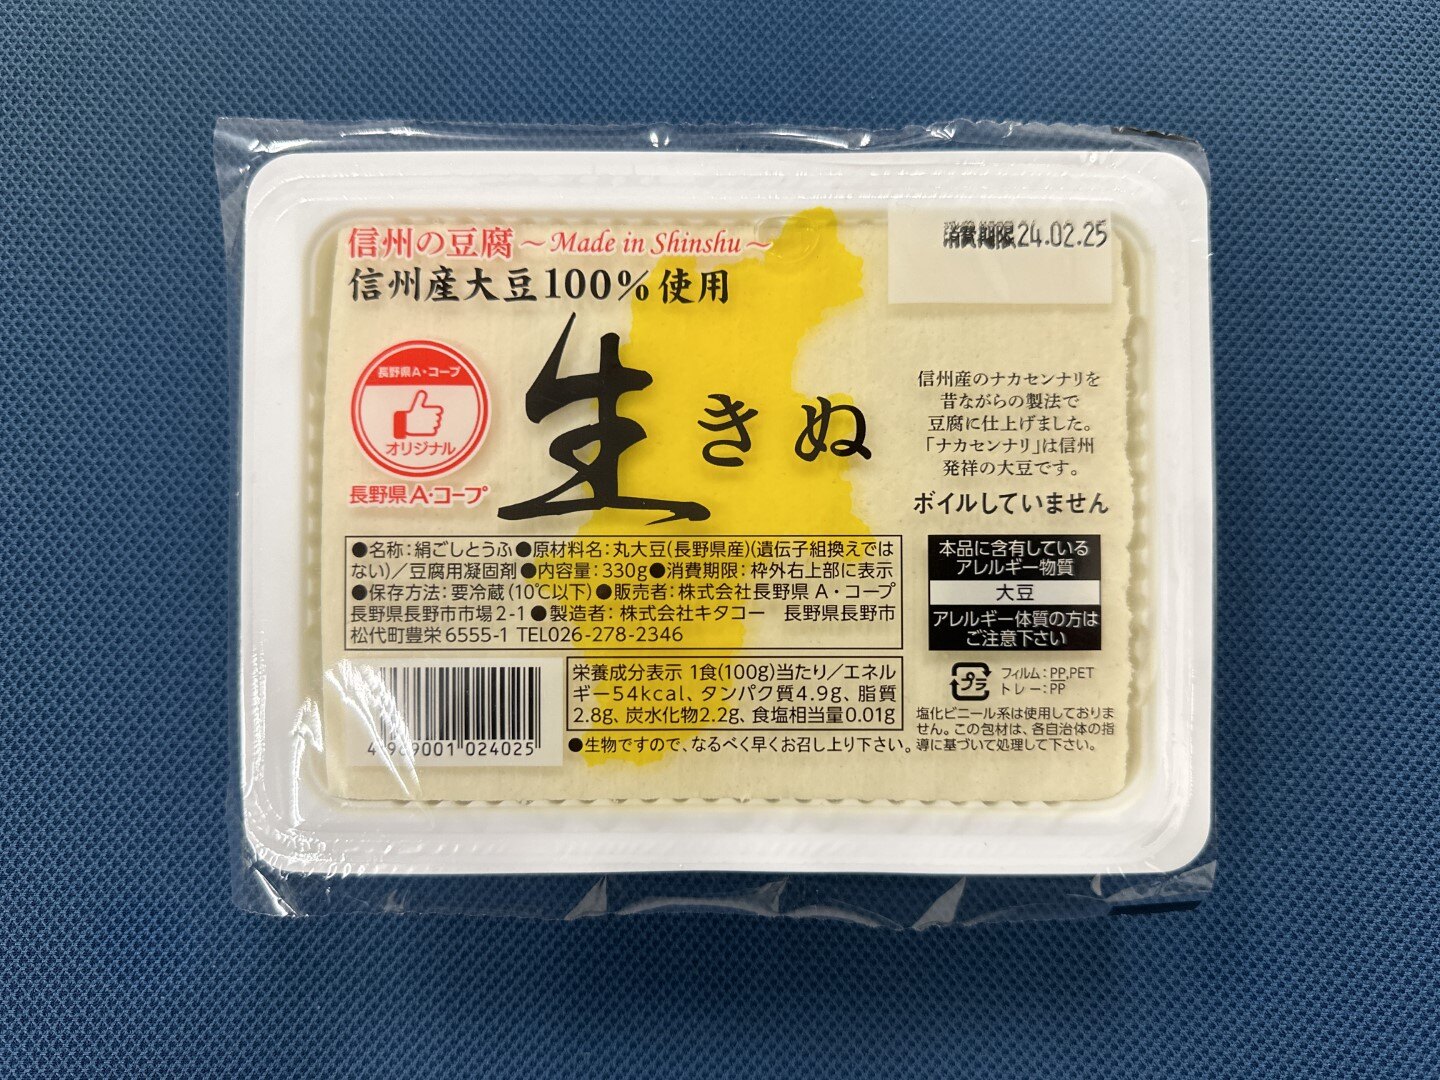 信州の豆腐 ～Made in Shinshu～
信州産大豆100%使用
消費期限24.02.25
長野県A・コープ
オリジナル
長野県A・コープ
生きぬ
信州産のナカセンナリを
昔ながらの製法で
豆腐に仕上げました。
「ナカセンナリ」は信州
発祥の大豆です。
ボイルしていません
●名称：絹ごしとうふ●原材料名：丸大豆(長野県産)(遺伝子組換えでは
ない)／豆腐用凝固剤●内容量：330g●消費期限：枠外右上部に表示
●保存方法：要冷蔵(10℃以下)●販売者：株式会社長野県A・コープ
長野県長野市市場2-1●製造者：株式会社キタコー 長野県長野市
松代町豊栄6555-1 TEL026-278-2346
本品に含有している
アレルギー物質
大豆
アレルギー体質の方は
ご注意下さい
栄養成分表示 1食(100g)当たり／エネル
ギー54kcal、タンパク質4.9g、脂質
2.8g、炭水化物2.2g、食塩相当量0.01g
●生物ですので、なるべく早くお召し上り下さい。
4 989001 024025
プラ
フィルム：PP,PET
トレー：PP
塩化ビニール系は使用しておりま
せん。この包材は、各自治体の指
導に基づいて処理して下さい。